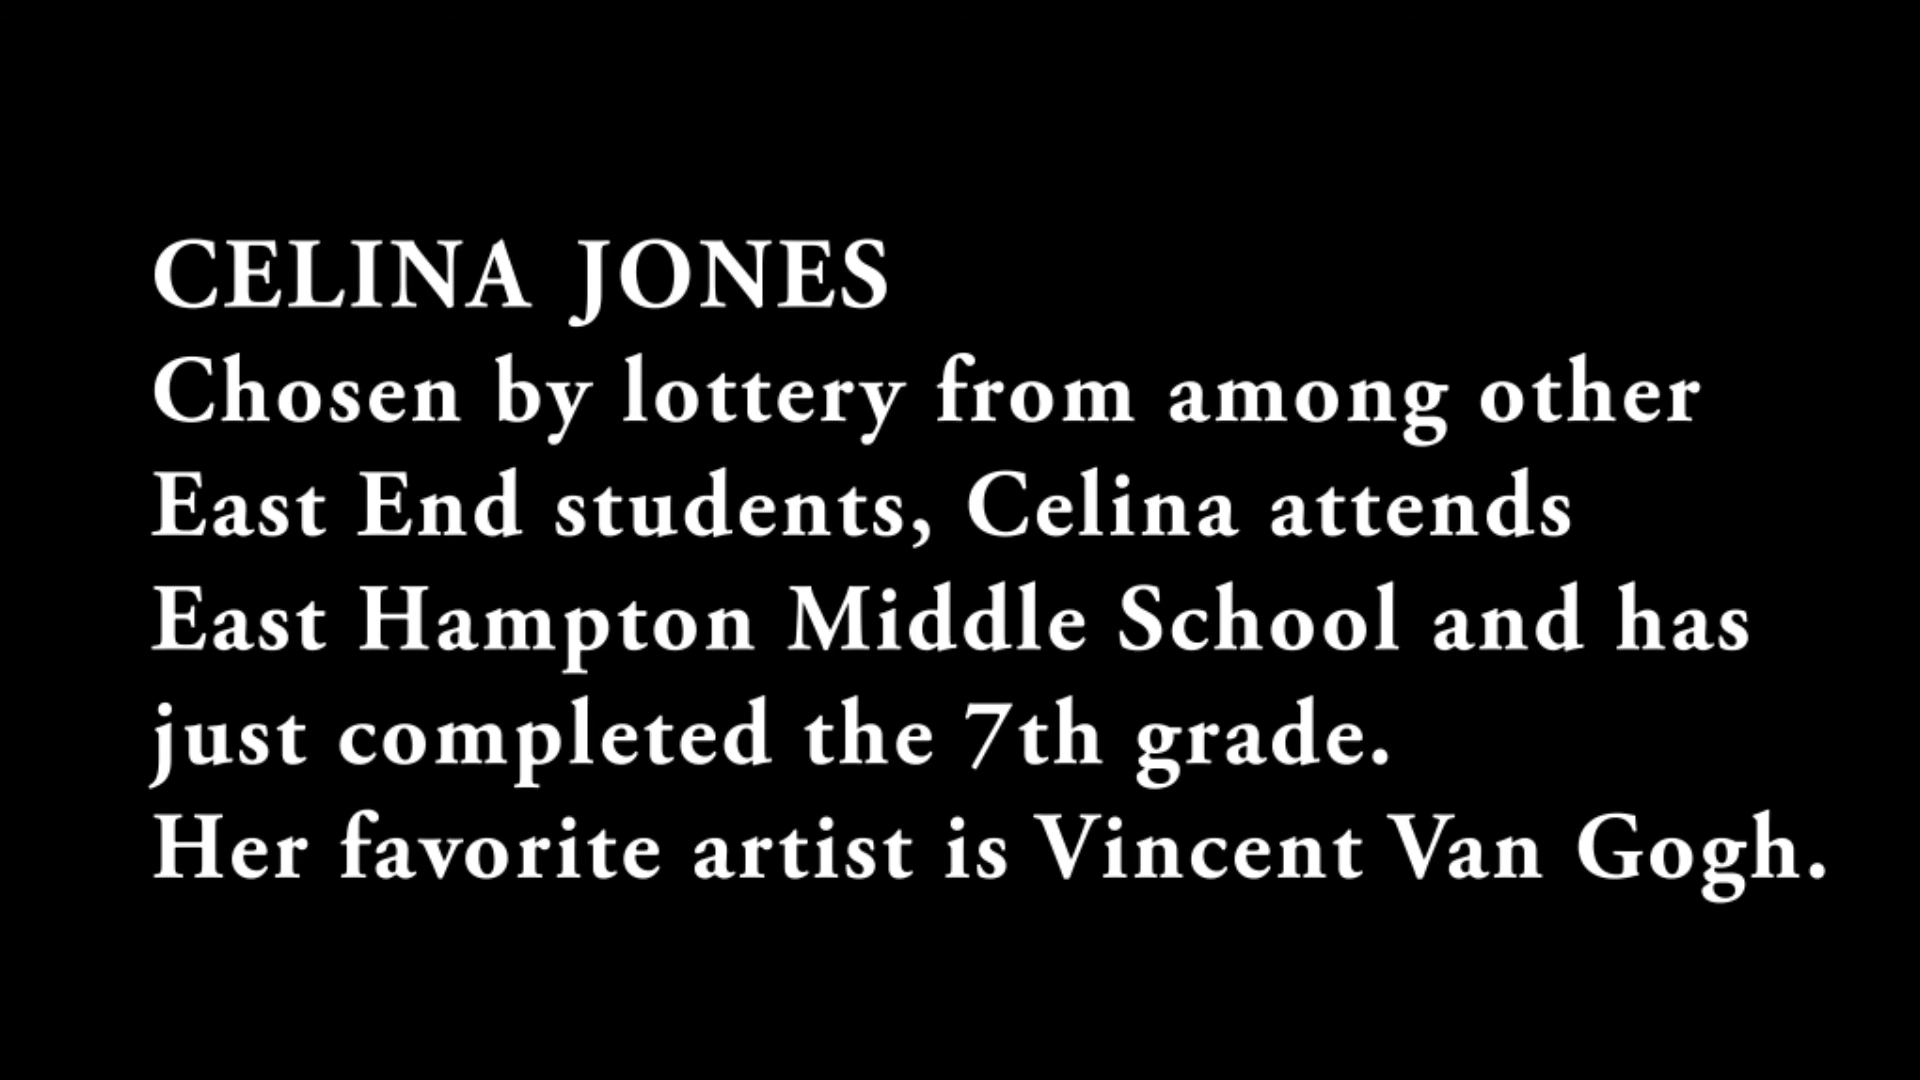 CELINA JONES
Chosen by lottery from among other
East End students, Celina attends
East Hampton Middle School and has
just completed the 7th grade.
Her favorite artist is Vincent Van Gogh.